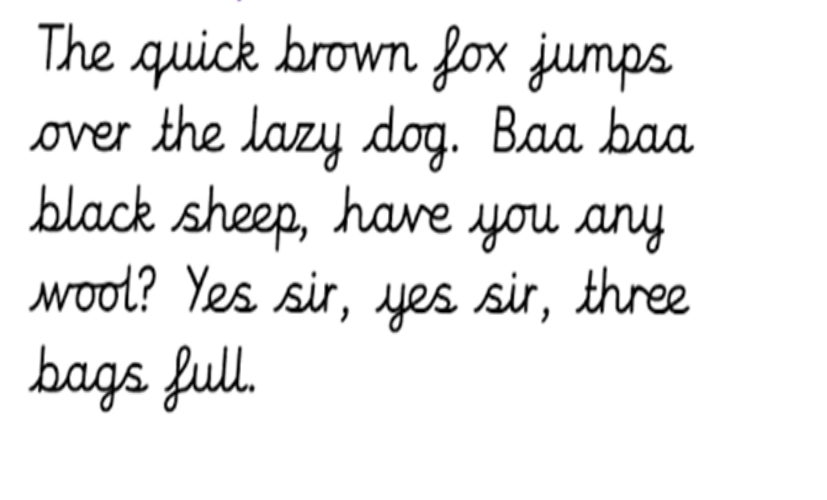 The quick brown fox jumps
over the lazy dog. Baa baa
black sheep, have you any
wool? Yes sir, yes sir, three
bags full.